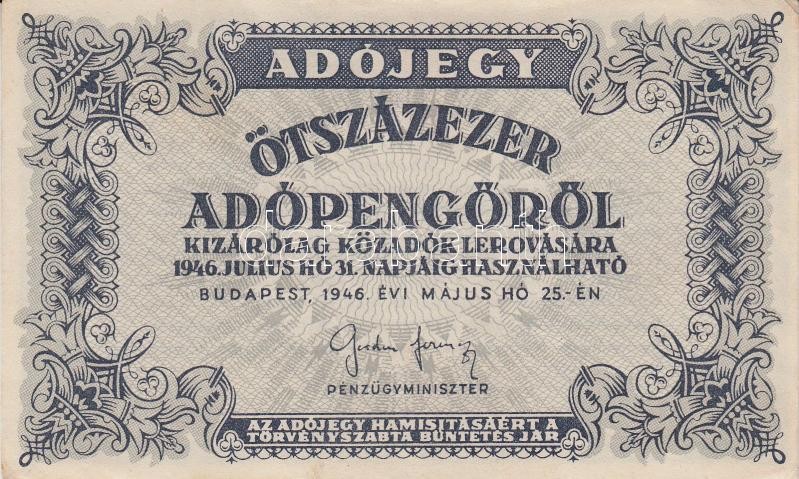 ADÓJEGY
ÖTSZÁZEZER
ADÓPENGŐRŐL
KIZÁRÓLAG KÖZADÓK LEROVÁSÁRA
1946. JULIUS HÓ 31. NAPJÁIG HASZNÁLHATÓ
BUDAPEST, 1946. ÉVI MÁJUS HÓ 25.-ÉN
PÉNZÜGYMINISZTER
AZ ADÓJEGY HAMISITÁSÁÉRT A
TÖRVÉNYSZABTA BÜNTETÉS JÁR